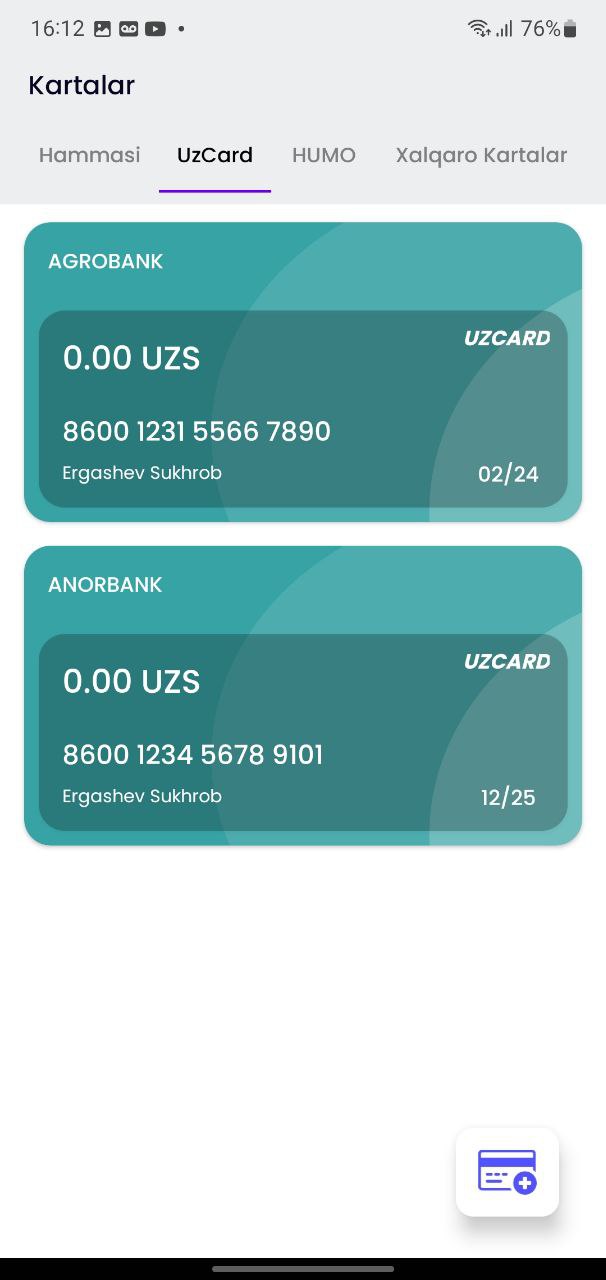 16:12 76%
Kartalar
Hammasi UzCard HUMO Xalqaro Kartalar
AGROBANK
UZCARD
0.00 UZS
8600 1231 5566 7890
Ergashev Sukhrob 02/24
ANORBANK
UZCARD
0.00 UZS
8600 1234 5678 9101
Ergashev Sukhrob 12/25